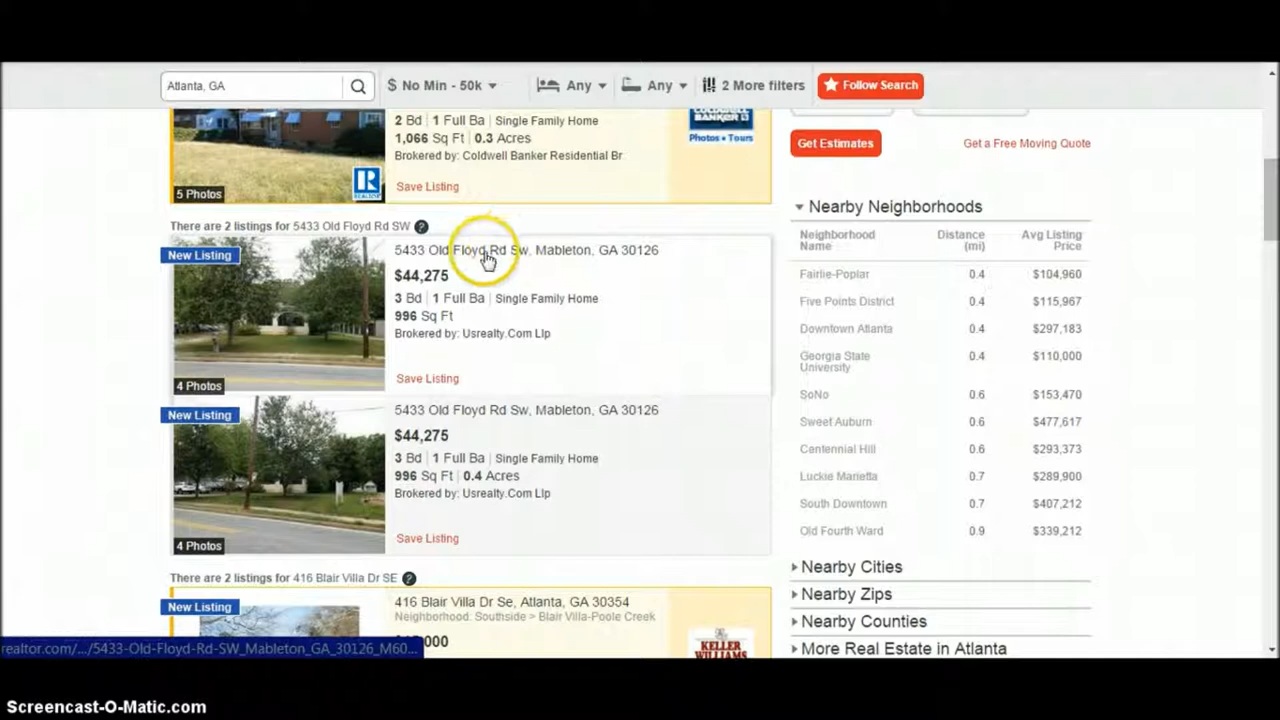 Atlanta, GA
$ No Min - 50k
Any
Any
2 More filters
Follow Search
2 Bd | 1 Full Ba | Single Family Home
1,066 Sq Ft | 0.3 Acres
Brokered by: Coldwell Banker Residential Br
Save Listing
5 Photos
R
BANKER
Photos • Tours
Get Estimates
Get a Free Moving Quote
There are 2 listings for 5433 Old Floyd Rd SW ?
New Listing
5433 Old Floyd Rd Sw, Mableton, GA 30126
$44,275
3 Bd | 1 Full Ba | Single Family Home
996 Sq Ft
Brokered by: Usrealty.Com Llp
Save Listing
4 Photos
New Listing
5433 Old Floyd Rd Sw, Mableton, GA 30126
$44,275
3 Bd | 1 Full Ba | Single Family Home
996 Sq Ft | 0.4 Acres
Brokered by: Usrealty.Com Llp
Save Listing
4 Photos
There are 2 listings for 416 Blair Villa Dr SE ?
New Listing
416 Blair Villa Dr Se, Atlanta, GA 30354
Neighborhood: Southside > Blair Villa-Poole Creek
KELLER
WILLIAMS
Nearby Neighborhoods
Neighborhood Name Distance (mi) Avg Listing Price
Fairlie-Poplar 0.4 $104,960
Five Points District 0.4 $115,967
Downtown Atlanta 0.4 $297,183
Georgia State University 0.4 $110,000
SoNo 0.6 $153,470
Sweet Auburn 0.6 $477,617
Centennial Hill 0.6 $293,373
Luckie Marietta 0.7 $289,900
South Downtown 0.7 $407,212
Old Fourth Ward 0.9 $339,212
Nearby Cities
Nearby Zips
Nearby Counties
More Real Estate in Atlanta
realtor.com/.../5433-Old-Floyd-Rd-SW_Mableton_GA_30126_M60...
Screencast-O-Matic.com